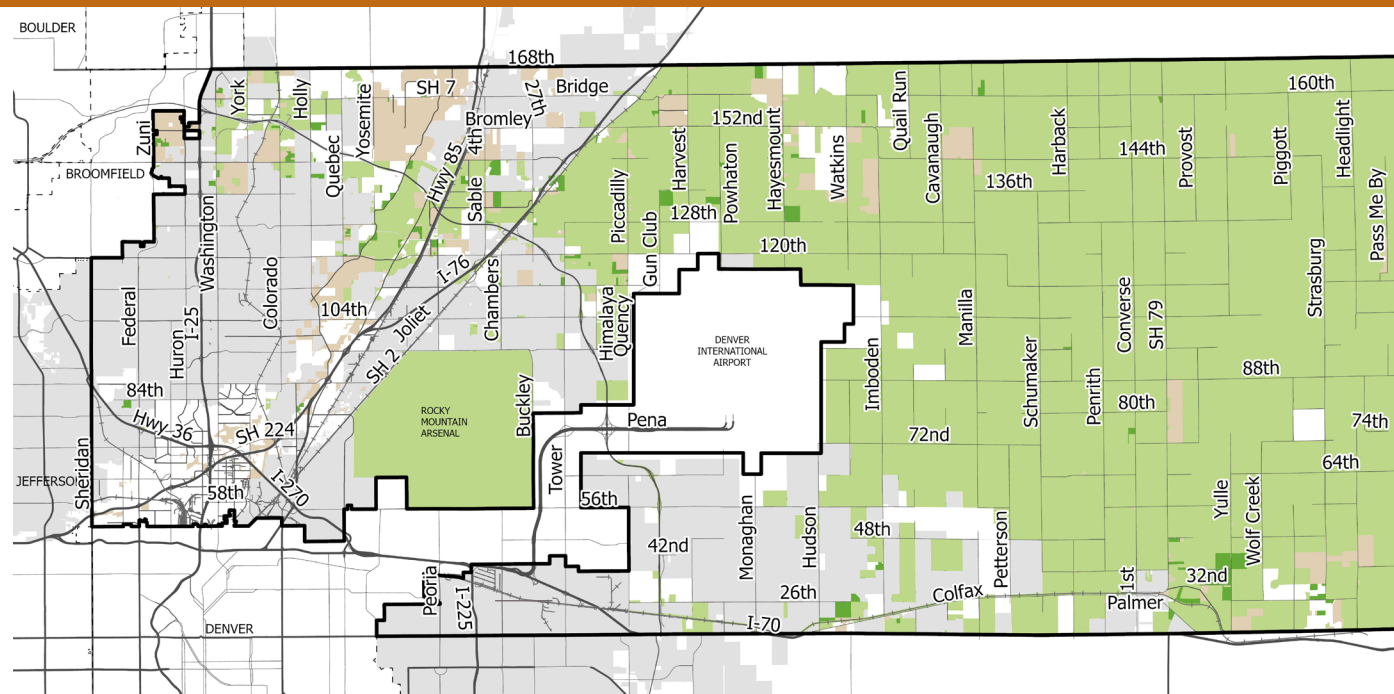 BOULDER
168th
York
Holly
Yosemite
SH 7
27th
Bridge
160th
Zuni
Quebec
Hwy 85
4th
Bromley
Harvest
152nd
Hayesmount
Watkins
Quail Run
Cavanaugh
Harback
144th
Provost
Piggott
Headlight
BROOMFIELD
136th
Pass Me By
Washington
Sable
Piccadilly
Gun Club
128th
Powhaton
120th
Strasburg
Federal
Huron
I-25
Colorado
104th
SH 2
Joliet
I-76
Chambers
Himalaya
Quency
DENVER
INTERNATIONAL
AIRPORT
Imboden
Manilla
Schumaker
Penrith
Converse
SH 79
88th
84th
Hwy 36
SH 224
ROCKY
MOUNTAIN
ARSENAL
Buckley
Pena
72nd
80th
74th
JEFFERSON
Sheridan
58th
I-270
Tower
56th
64th
42nd
Monaghan
Hudson
48th
Petterson
Yulle
Wolf Creek
Peoria
I-225
26th
Colfax
1st
32nd
Palmer
I-70
DENVER